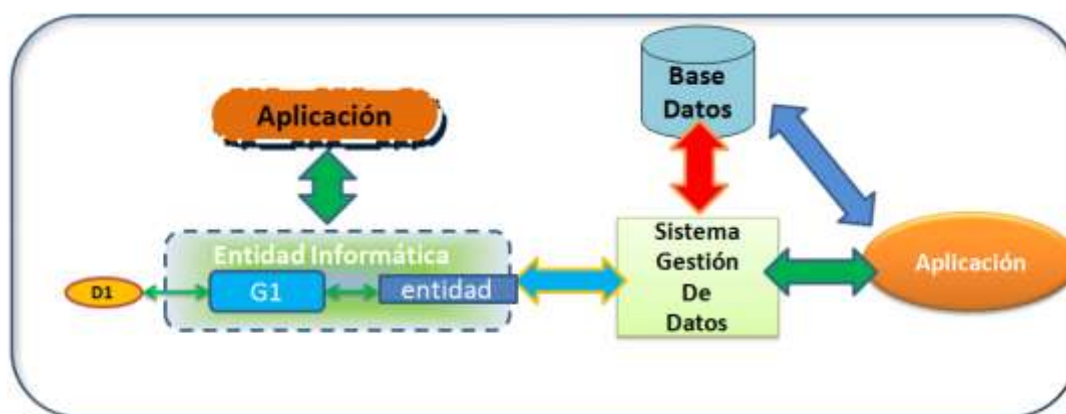 Base
Datos
Aplicación
Entidad Informática
D1
G1
entidad
Sistema
Gestión
De
Datos
Aplicación